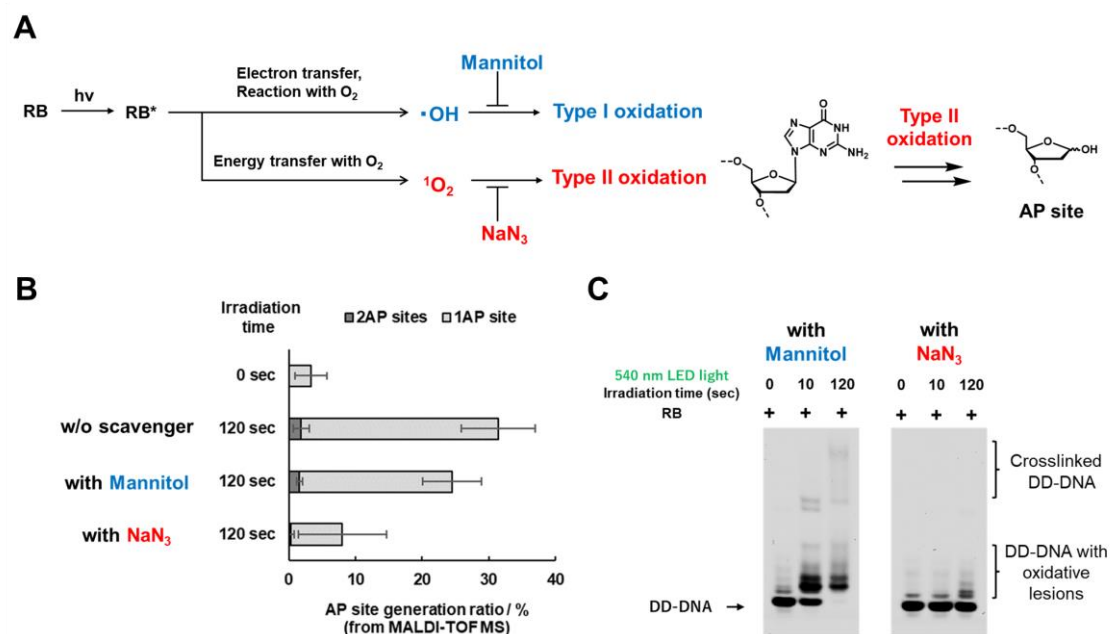 A
RB
hν
RB*
Electron transfer,
Reaction with O2
Energy transfer with O2
•OH
1O2
Mannitol
NaN3
Type I oxidation
Type II oxidation
O
N
NH
N
N
NH2
O
O
O
Type II
oxidation
O
O
OH
O
AP site
B
Irradiation
time
2AP sites 1AP site
0 sec
w/o scavenger 120 sec
with Mannitol 120 sec
with NaN3 120 sec
0 10 20 30 40
AP site generation ratio / %
(from MALDI-TOF MS)
C
with
Mannitol
with
NaN3
540 nm LED light
Irradiation time (sec)
0 10 120
0 10 120
RB
+ + +
+ + +
Crosslinked
DD-DNA
DD-DNA with
oxidative
lesions
DD-DNA →